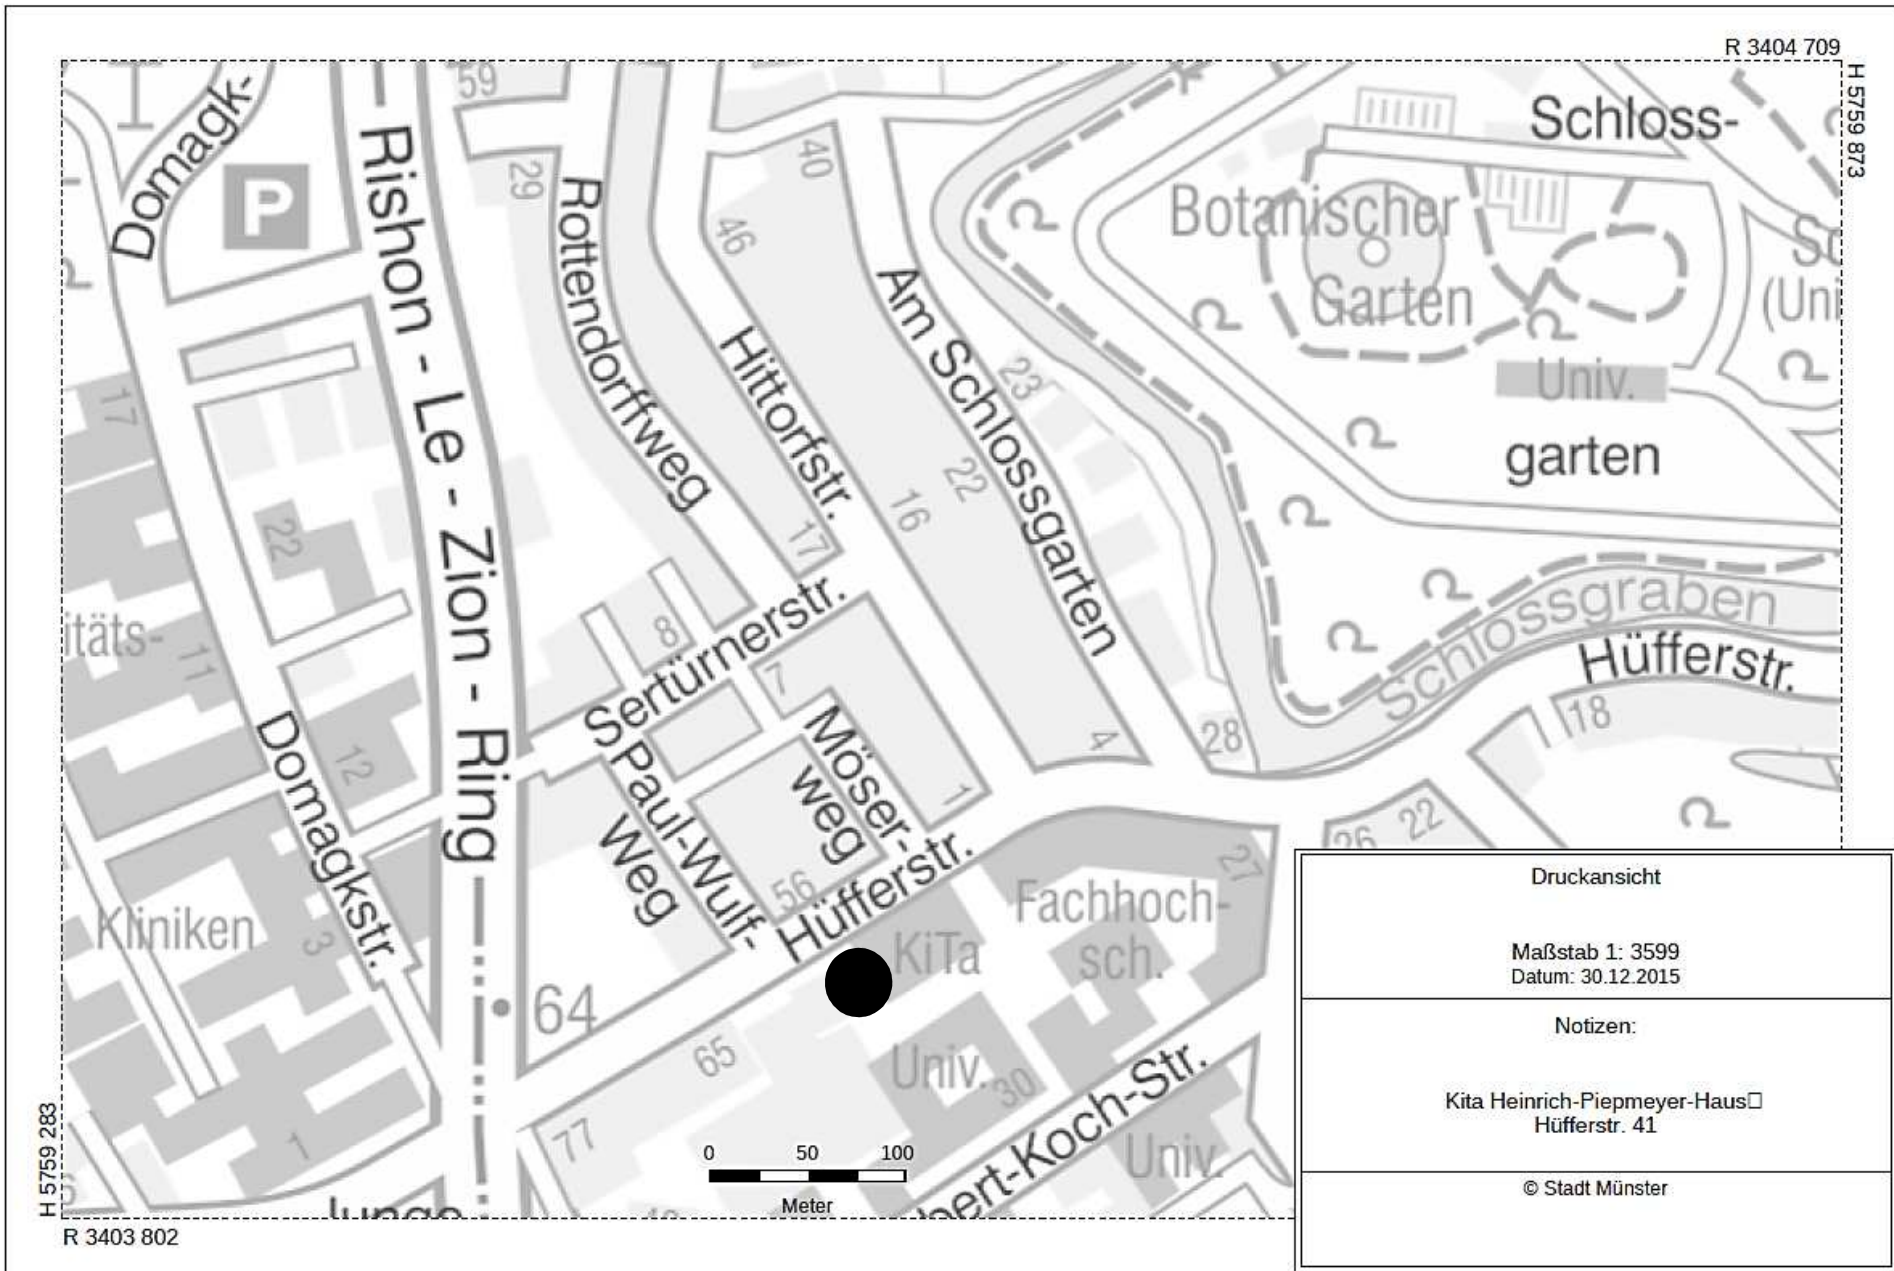 R 3404 709
H 5759 873
59
Domagk-
Rishon - Le - Zion - Ring
P
29
Rottendorffweg
40
46
Hittorfstr.
Am Schlossgarten
Schloss-
garten
Botanischer
Garten
(Uni
Univ.
23
22
16
17
17
22
itäts-
11
12
8
7
Sertürnerstr.
Schlossgraben
Hüfferstr.
18
28
4
1
Möser-
weg
Paul-Wulf-
Weg
56
Hüfferstr.
22
26
27
Domagkstr.
Kliniken
3
1
64
65
77
KiTa
Fachhoch-
sch.
Univ.
30
Univ.
bert-Koch-Str.
0 50 100
Meter
H 5759 283
R 3403 802
Druckansicht
Maßstab 1: 3599
Datum: 30.12.2015
Notizen:
Kita Heinrich-Piepmeyer-Haus□
Hüfferstr. 41
© Stadt Münster